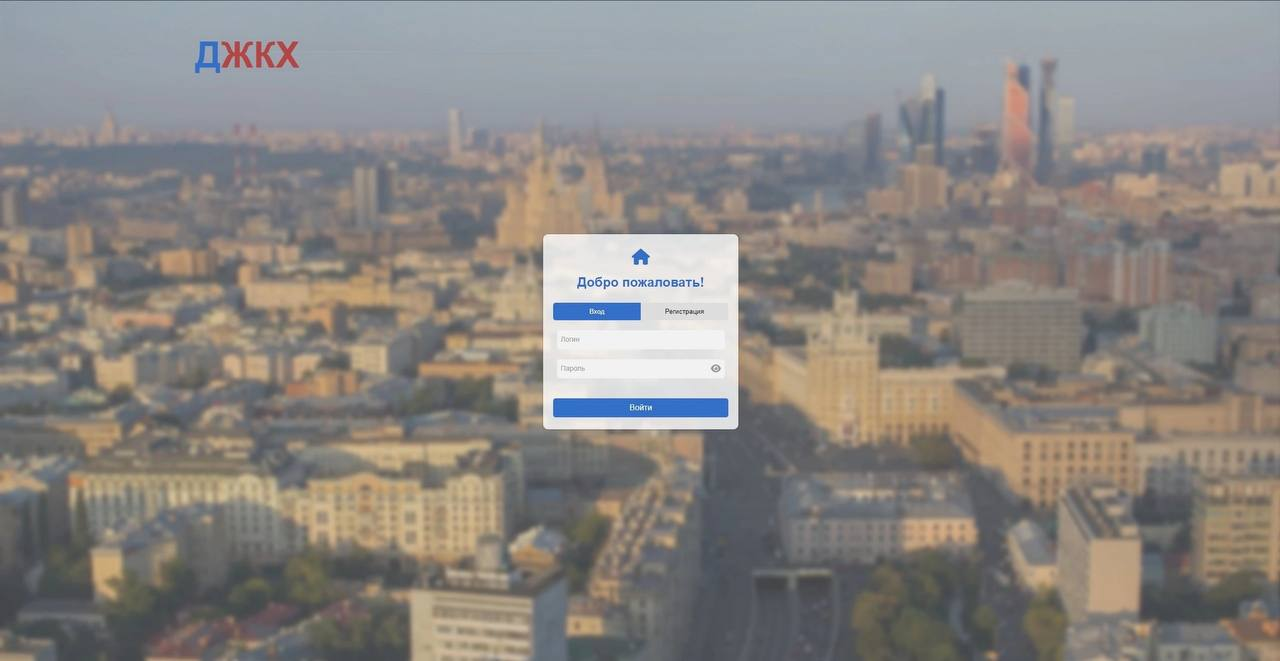 ДЖКХ
Добро пожаловать!
Вход
Регистрация
Логин
Пароль
Войти